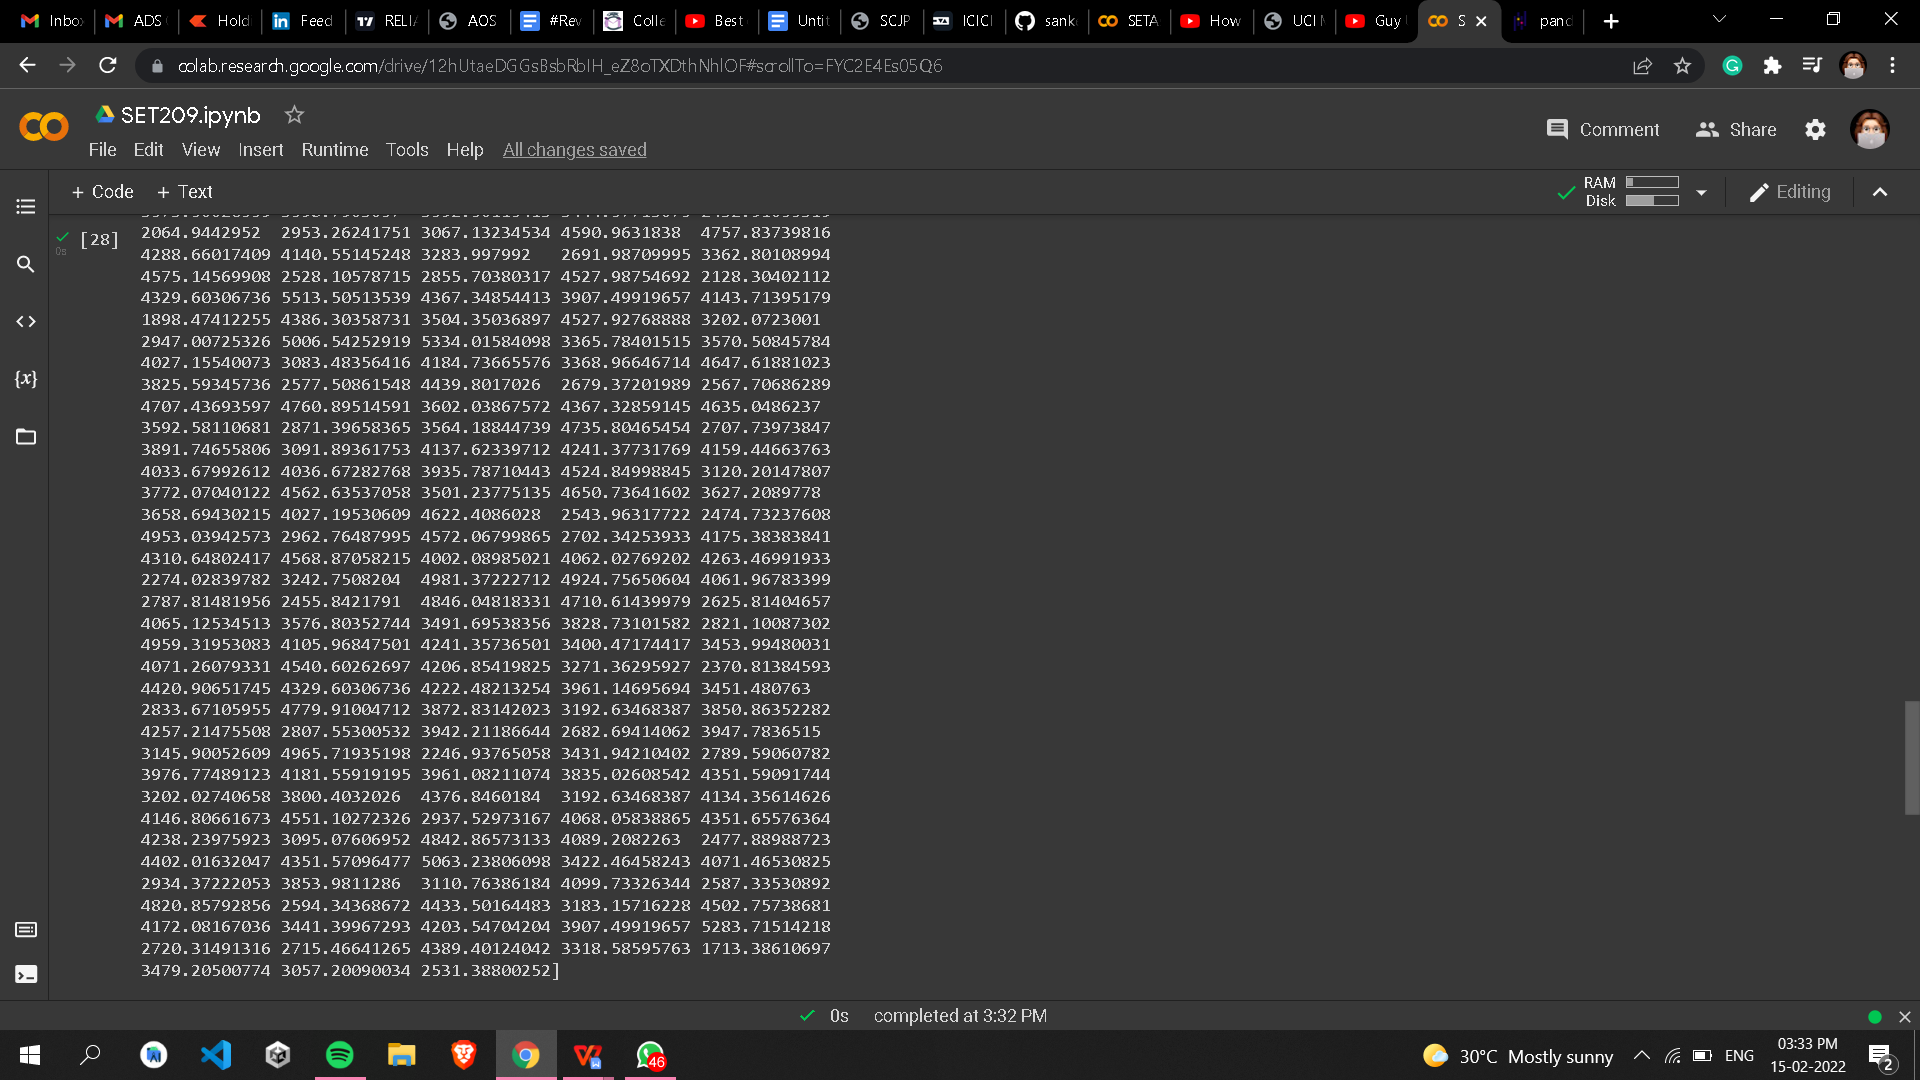 Inbox ADS Hold Feed RELIA AOS #Rev Colle Best Untit SCJP ICICI sank SETA How UCI M Guy S pand
colab.research.google.com/drive/12hUtaeDGGsBsbRbIH_eZ8oTXDthNhlOF#scrollTo=FYC2E4Es05Q6
SET209.ipynb
Comment Share
File Edit View Insert Runtime Tools Help All changes saved
+ Code + Text
RAM
Disk
Editing
[28]
2064.9442952 2953.26241751 3067.13234534 4590.9631838 4757.83739816
4288.66017409 4140.55145248 3283.997992 2691.98709995 3362.80108994
4575.14569908 2528.10578715 2855.70380317 4527.98754692 2128.30402112
4329.60306736 5513.50513539 4367.34854413 3907.49919657 4143.71395179
1898.47412255 4386.30358731 3504.35036897 4527.92768888 3202.0723001
2947.00725326 5006.54252919 5334.01584098 3365.78401515 3570.50845784
4027.15540073 3083.48356416 4184.73665576 3368.96646714 4647.61881023
3825.59345736 2577.50861548 4439.8017026 2679.37201989 2567.70686289
4707.43693597 4760.89514591 3602.03867572 4367.32859145 4635.0486237
3592.58110681 2871.39658365 3564.18844739 4735.80465454 2707.73973847
3891.74655806 3091.89361753 4137.62339712 4241.37731769 4159.44663763
4033.67992612 4036.67282768 3935.78710443 4524.84998845 3120.20147807
3772.07040122 4562.63537058 3501.23775135 4650.73641602 3627.2089778
3658.69430215 4027.19530609 4622.4086028 2543.96317722 2474.73237608
4953.03942573 2962.76487995 4572.06799865 2702.34253933 4175.38383841
4310.64802417 4568.87058215 4002.08985021 4062.02769202 4263.46991933
2274.02839782 3242.7508204 4981.37222712 4924.75650604 4061.96783399
2787.81481956 2455.8421791 4846.04818331 4710.61439979 2625.81404657
4065.12534513 3576.80352744 3491.69538356 3828.73101582 2821.10087302
4959.31953083 4105.96847501 4241.35736501 3400.47174417 3453.99480031
4071.26079331 4540.60262697 4206.85419825 3271.36295927 2370.81384593
4420.90651745 4329.60306736 4222.48213254 3961.14695694 3451.480763
2833.67105955 4779.91004712 3872.83142023 3192.63468387 3850.86352282
4257.21475508 2807.55300532 3942.21186644 2682.69414062 3947.7836515
3145.90052609 4965.71935198 2246.93765058 3431.94210402 2789.59060782
3976.77489123 4181.55919195 3961.08211074 3835.02608542 4351.59091744
3202.02740658 3800.4032026 4376.8460184 3192.63468387 4134.35614626
4146.80661673 4551.10272326 2937.52973167 4068.05838865 4351.65576364
4238.23975923 3095.07606952 4842.86573133 4089.2082263 2477.88988723
4402.01632047 4351.57096477 5063.23806098 3422.46458243 4071.46530825
2934.37222053 3853.9811286 3110.76386184 4099.73326344 2587.33530892
4820.85792856 2594.34368672 4433.50164483 3183.15716228 4502.75738681
4172.08167036 3441.39967293 4203.54704204 3907.49919657 5283.71514218
2720.31491316 2715.46641265 4389.40124042 3318.58595763 1713.38610697
3479.20500774 3057.20090034 2531.38800252]
0s completed at 3:32 PM
46
30°C Mostly sunny
ENG
03:33 PM
15-02-2022
2